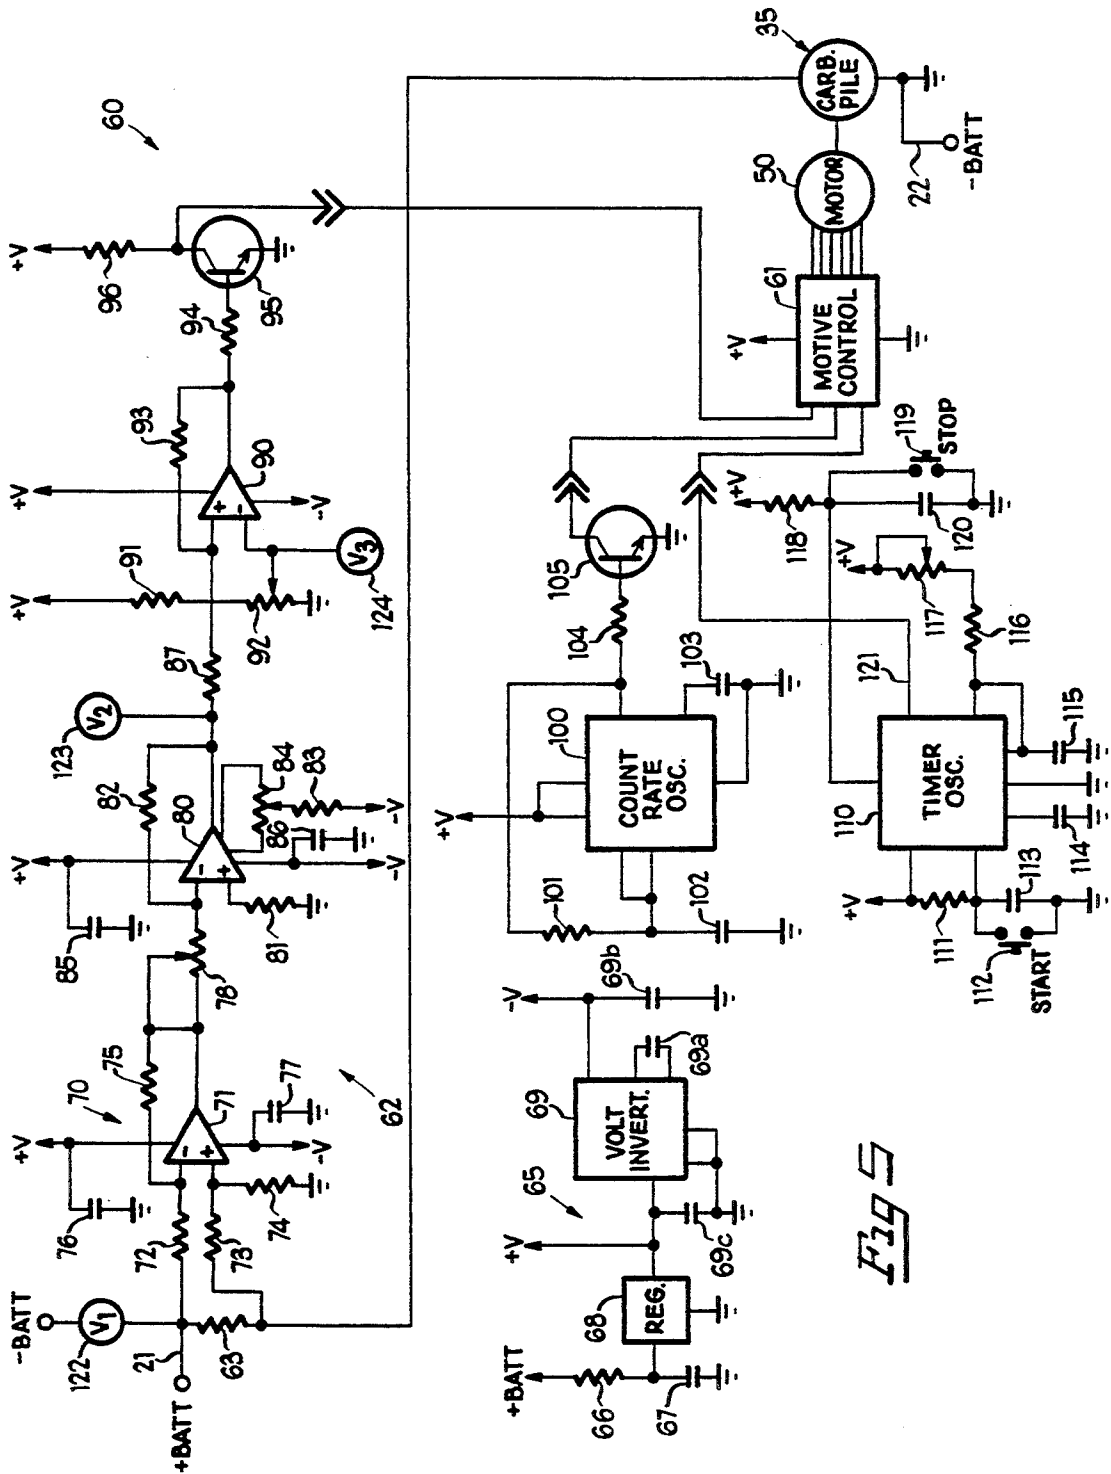 60
+V
96
95
94
+V
93
90
-V
+V
91
92
V3
124
87
V2
123
82
80
84
83
86
-V
-V
+V
85
81
78
75
70
+V
76
71
77
-V
62
74
72
73
-BATT
V1
122
21
63
+BATT
35
CARB.
PILE
50
MOTOR
22
-BATT
61
MOTIVE
CONTROL
+V
105
104
103
100
COUNT
RATE
OSC.
+V
101
102
+V
118
119
STOP
120
+V
117
116
121
110
TIMER
OSC.
115
114
113
+V
111
112
START
-V
69b
69a
69
VOLT
INVERT.
65
+V
69c
68
REG.
+BATT
66
67
Fig 5